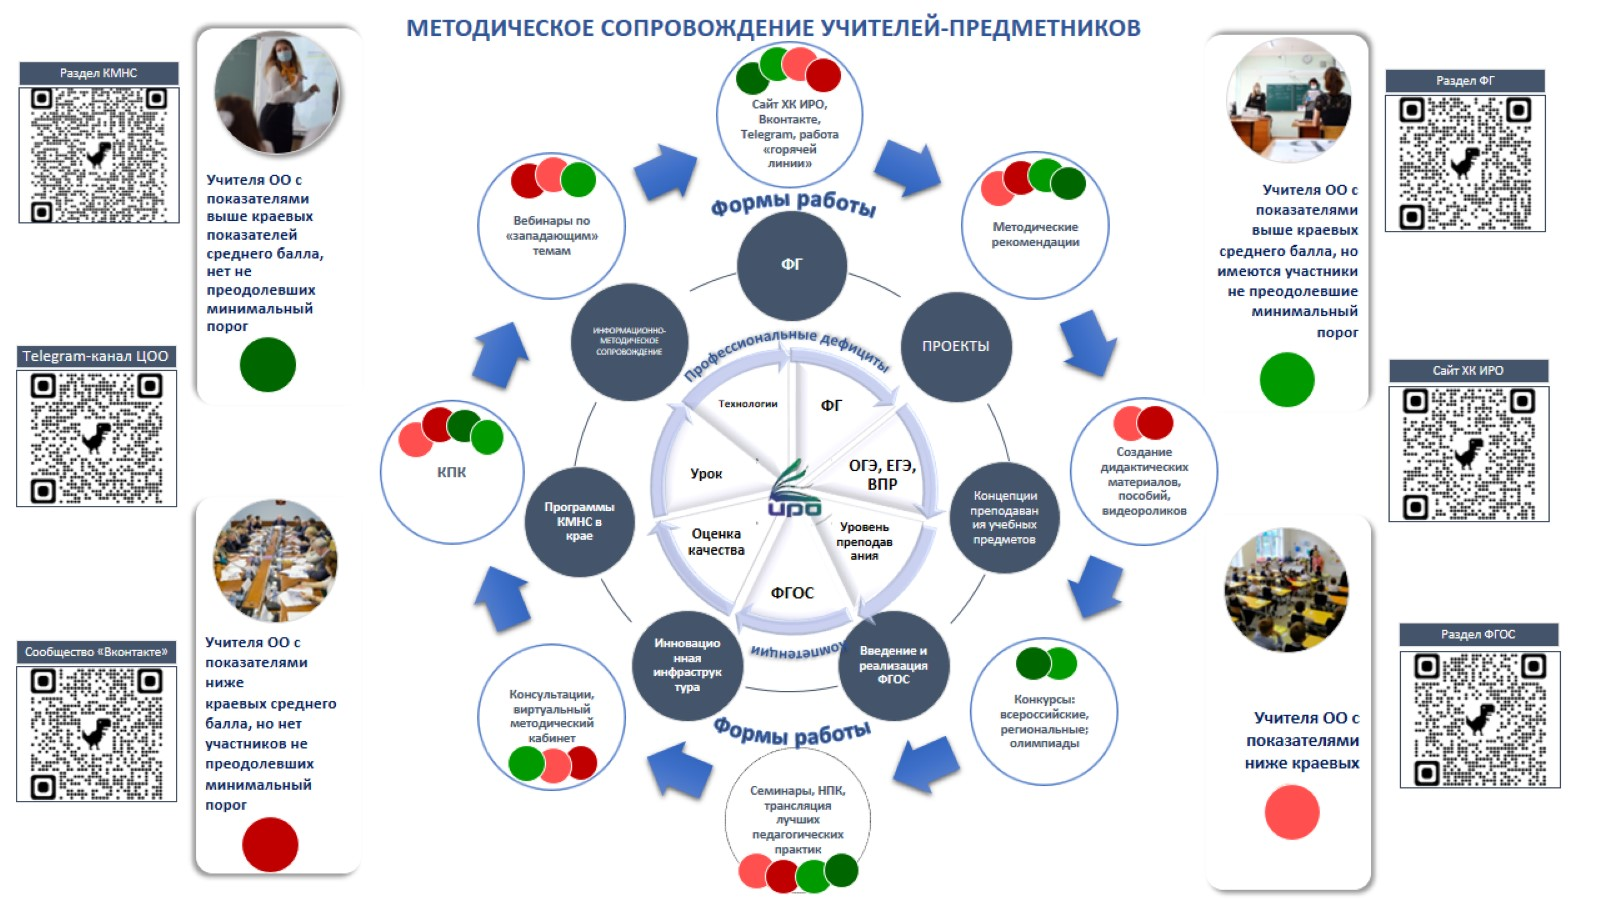 МЕТОДИЧЕСКОЕ СОПРОВОЖДЕНИЕ УЧИТЕЛЕЙ-ПРЕДМЕТНИКОВ
Раздел КМНС
Telegram-канал ЦОО
Сообщество «Вконтакте»
Учителя ОО с
показателями
выше краевых
показателей
среднего балла,
нет не
преодолевших
минимальный
порог
Учителя ОО с
показателями
ниже
краевых среднего
балла, но нет
участников не
преодолевших
минимальный
порог
Сайт ХК ИРО,
Вконтакте,
Telegram, работа
«горячей
линии»
Формы работы
Вебинары по
«западающим»
темам
Методические
рекомендации
ФГ
ИНФОРМАЦИОННО-
МЕТОДИЧЕСКОЕ
СОПРОВОЖДЕНИЕ
ПРОЕКТЫ
Профессиональные дефициты
Технологии
ФГ
Урок
ОГЭ, ЕГЭ,
ВПР
Оценка
качества
Уровень
преподав
ания
ФГОС
иро
Компетенции
КПК
Создание
дидактических
материалов,
пособий,
видеороликов
Программы
КМНС в
крае
Концепции
преподаван
ия учебных
предметов
Инновацио
нная
инфраструк
тура
Введение и
реализация
ФГОС
Консультации,
виртуальный
методический
кабинет
Конкурсы:
всероссийские,
региональные;
олимпиады
Формы работы
Семинары, НПК,
трансляция
лучших
педагогических
практик
Учителя ОО с
показателями
выше краевых
среднего балла, но
имеются участники
не преодолевшие
минимальный
порог
Учителя ОО с
показателями
ниже краевых
Раздел ФГ
Сайт ХК ИРО
Раздел ФГОС